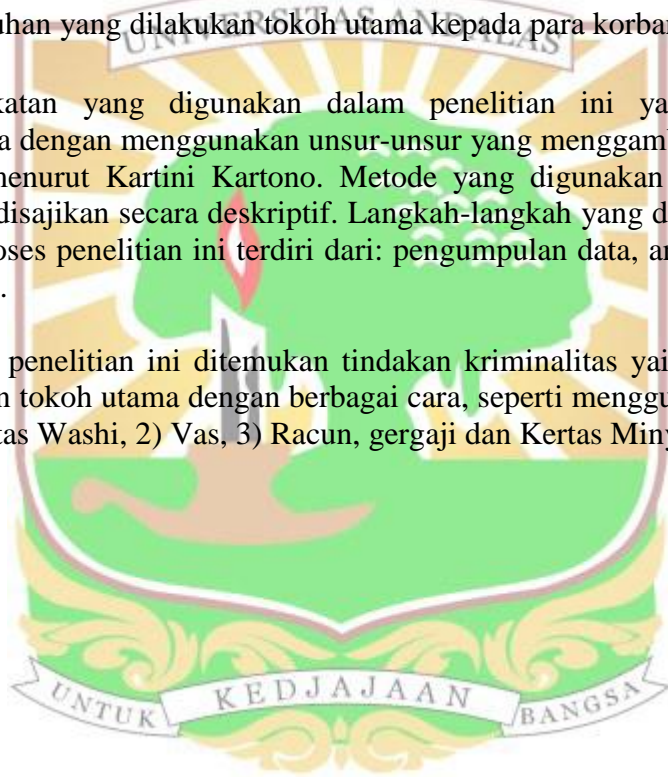 uhan yang dilakukan tokoh utama kepada para korban
UNIVERSITAS ANDALAS
katan yang digunakan dalam penelitian ini ya
a dengan menggunakan unsur-unsur yang menggam
menurut Kartini Kartono. Metode yang digunakan
disajikan secara deskriptif. Langkah-langkah yang d
oses penelitian ini terdiri dari: pengumpulan data, an
.
penelitian ini ditemukan tindakan kriminalitas yai
n tokoh utama dengan berbagai cara, seperti menggu
tas Washi, 2) Vas, 3) Racun, gergaji dan Kertas Miny
UNTUK KEDJAJAAN BANGSA